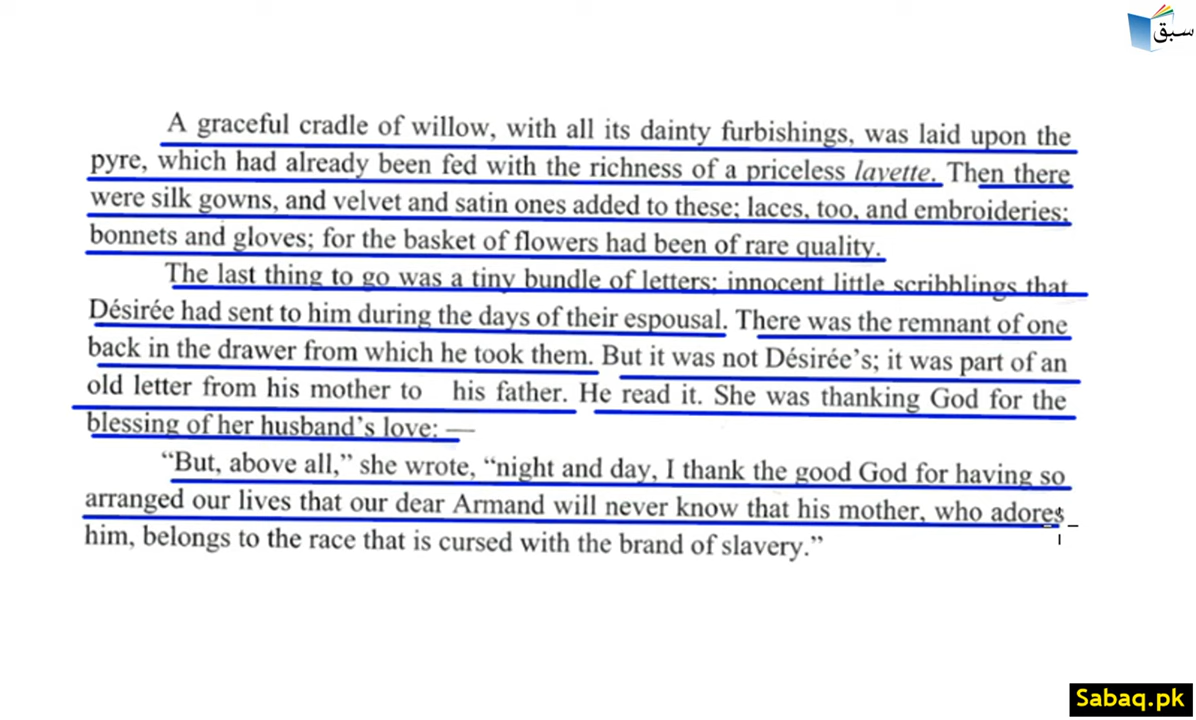 سبق
A graceful cradle of willow, with all its dainty furbishings, was laid upon the
pyre, which had already been fed with the richness of a priceless layette. Then there
were silk gowns, and velvet and satin ones added to these; laces, too, and embroideries;
bonnets and gloves; for the basket of flowers had been of rare quality.
The last thing to go was a tiny bundle of letters; innocent little scribblings that
Désirée had sent to him during the days of their espousal. There was the remnant of one
back in the drawer from which he took them. But it was not Désirée's; it was part of an
old letter from his mother to his father. He read it. She was thanking God for the
blessing of her husband's love: —
“But, above all,” she wrote, “night and day, I thank the good God for having so
arranged our lives that our dear Armand will never know that his mother, who adores
him, belongs to the race that is cursed with the brand of slavery.”
Sabaq.pk